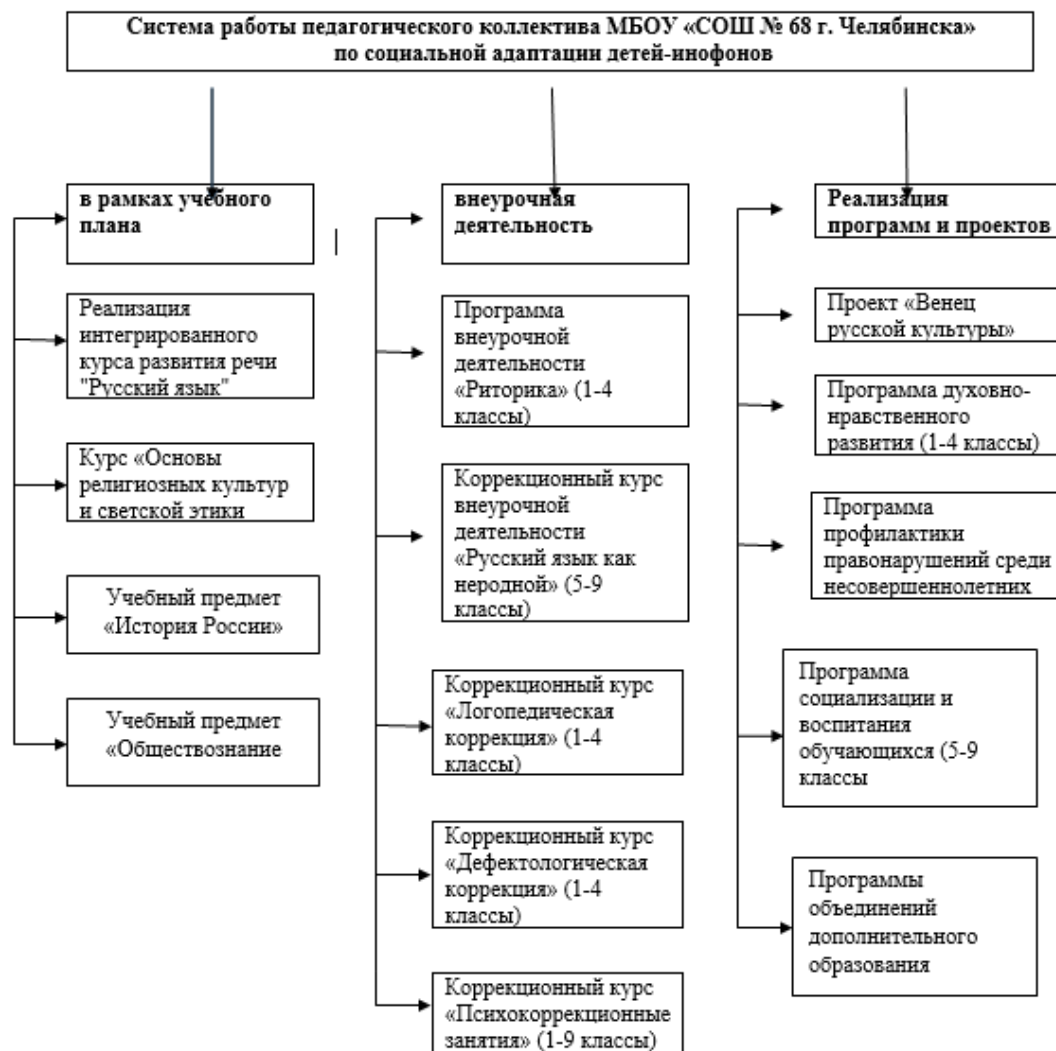 Система работы педагогического коллектива МБОУ «СОШ № 68 г. Челябинска»
по социальной адаптации детей-инофонов
в рамках учебного
плана
Реализация
интегрированного
курса развития речи
"Русский язык"
Курс «Основы
религиозных культур
и светской этики
Учебный предмет
«История России»
Учебный предмет
«Обществознание
внеурочная
деятельность
Программа
внеурочной
деятельности
«Риторика» (1-4
классы)
Коррекционный курс
внеурочной
деятельности
«Русский язык как
неродной» (5-9
классы)
Коррекционный курс
«Логопедическая
коррекция» (1-4
классы)
Коррекционный курс
«Дефектологическая
коррекция» (1-4
классы)
Коррекционный курс
«Психокоррекционные
занятия» (1-9 классы)
Реализация
программ и проектов
Проект «Венец
русской культуры»
Программа духовно-
нравственного
развития (1-4 классы)
Программа
профилактики
правонарушений среди
несовершеннолетних
Программа
социализации и
воспитания
обучающихся (5-9
классы
Программы
объединений
дополнительного
образования